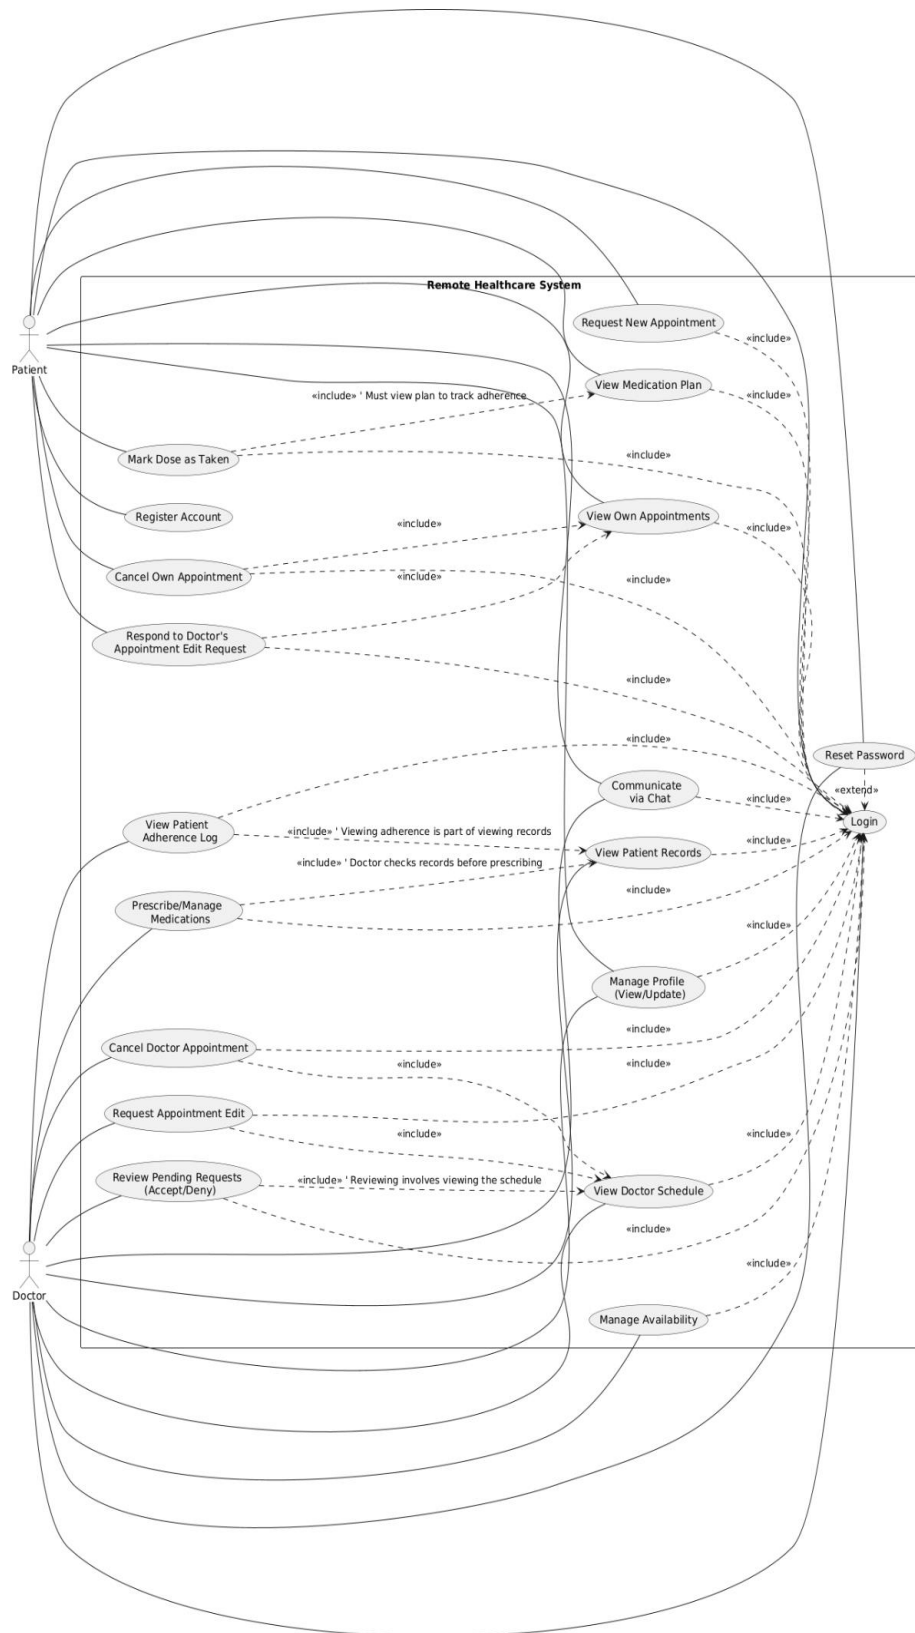 Remote Healthcare System
Request New Appointment
«include»
Patient
View Medication Plan
«include» ' Must view plan to track adherence
«include»
Mark Dose as Taken
«include»
Register Account
View Own Appointments
«include»
«include»
Cancel Own Appointment
«include»
«include»
Respond to Doctor's
Appointment Edit Request
«include»
«include»
Reset Password
Communicate
via Chat
«extend»
«include»
Login
View Patient
Adherence Log
«include» ' Viewing adherence is part of viewing records
«include»
View Patient Records
«include» ' Doctor checks records before prescribing
Prescribe/Manage
Medications
«include»
Manage Profile
(View/Update)
«include»
Cancel Doctor Appointment
«include»
«include»
Request Appointment Edit
«include»
«include»
Review Pending Requests
(Accept/Deny)
«include» ' Reviewing involves viewing the schedule
View Doctor Schedule
«include»
«include»
Doctor
Manage Availability